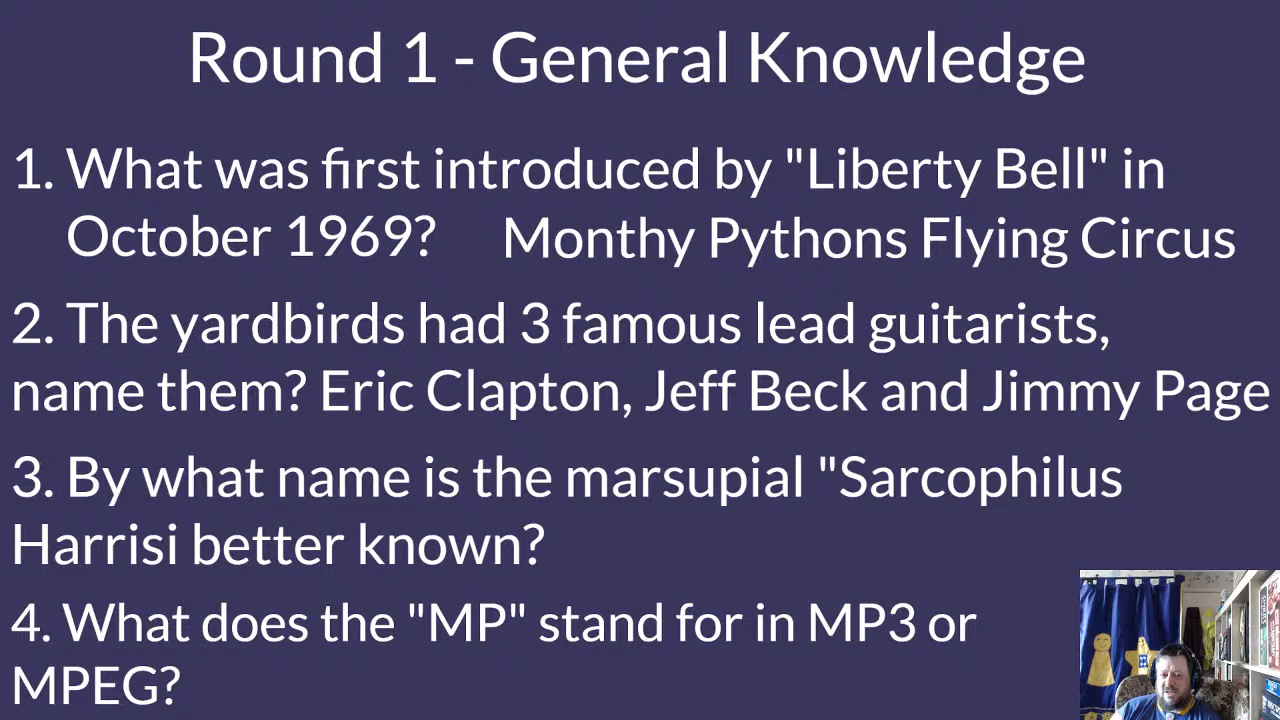 Round 1 - General Knowledge
1. What was first introduced by "Liberty Bell" in
October 1969? Monthy Pythons Flying Circus
2. The yardbirds had 3 famous lead guitarists,
name them? Eric Clapton, Jeff Beck and Jimmy Page
3. By what name is the marsupial "Sarcophilus
Harrisi better known?
4. What does the "MP" stand for in MP3 or
MPEG?